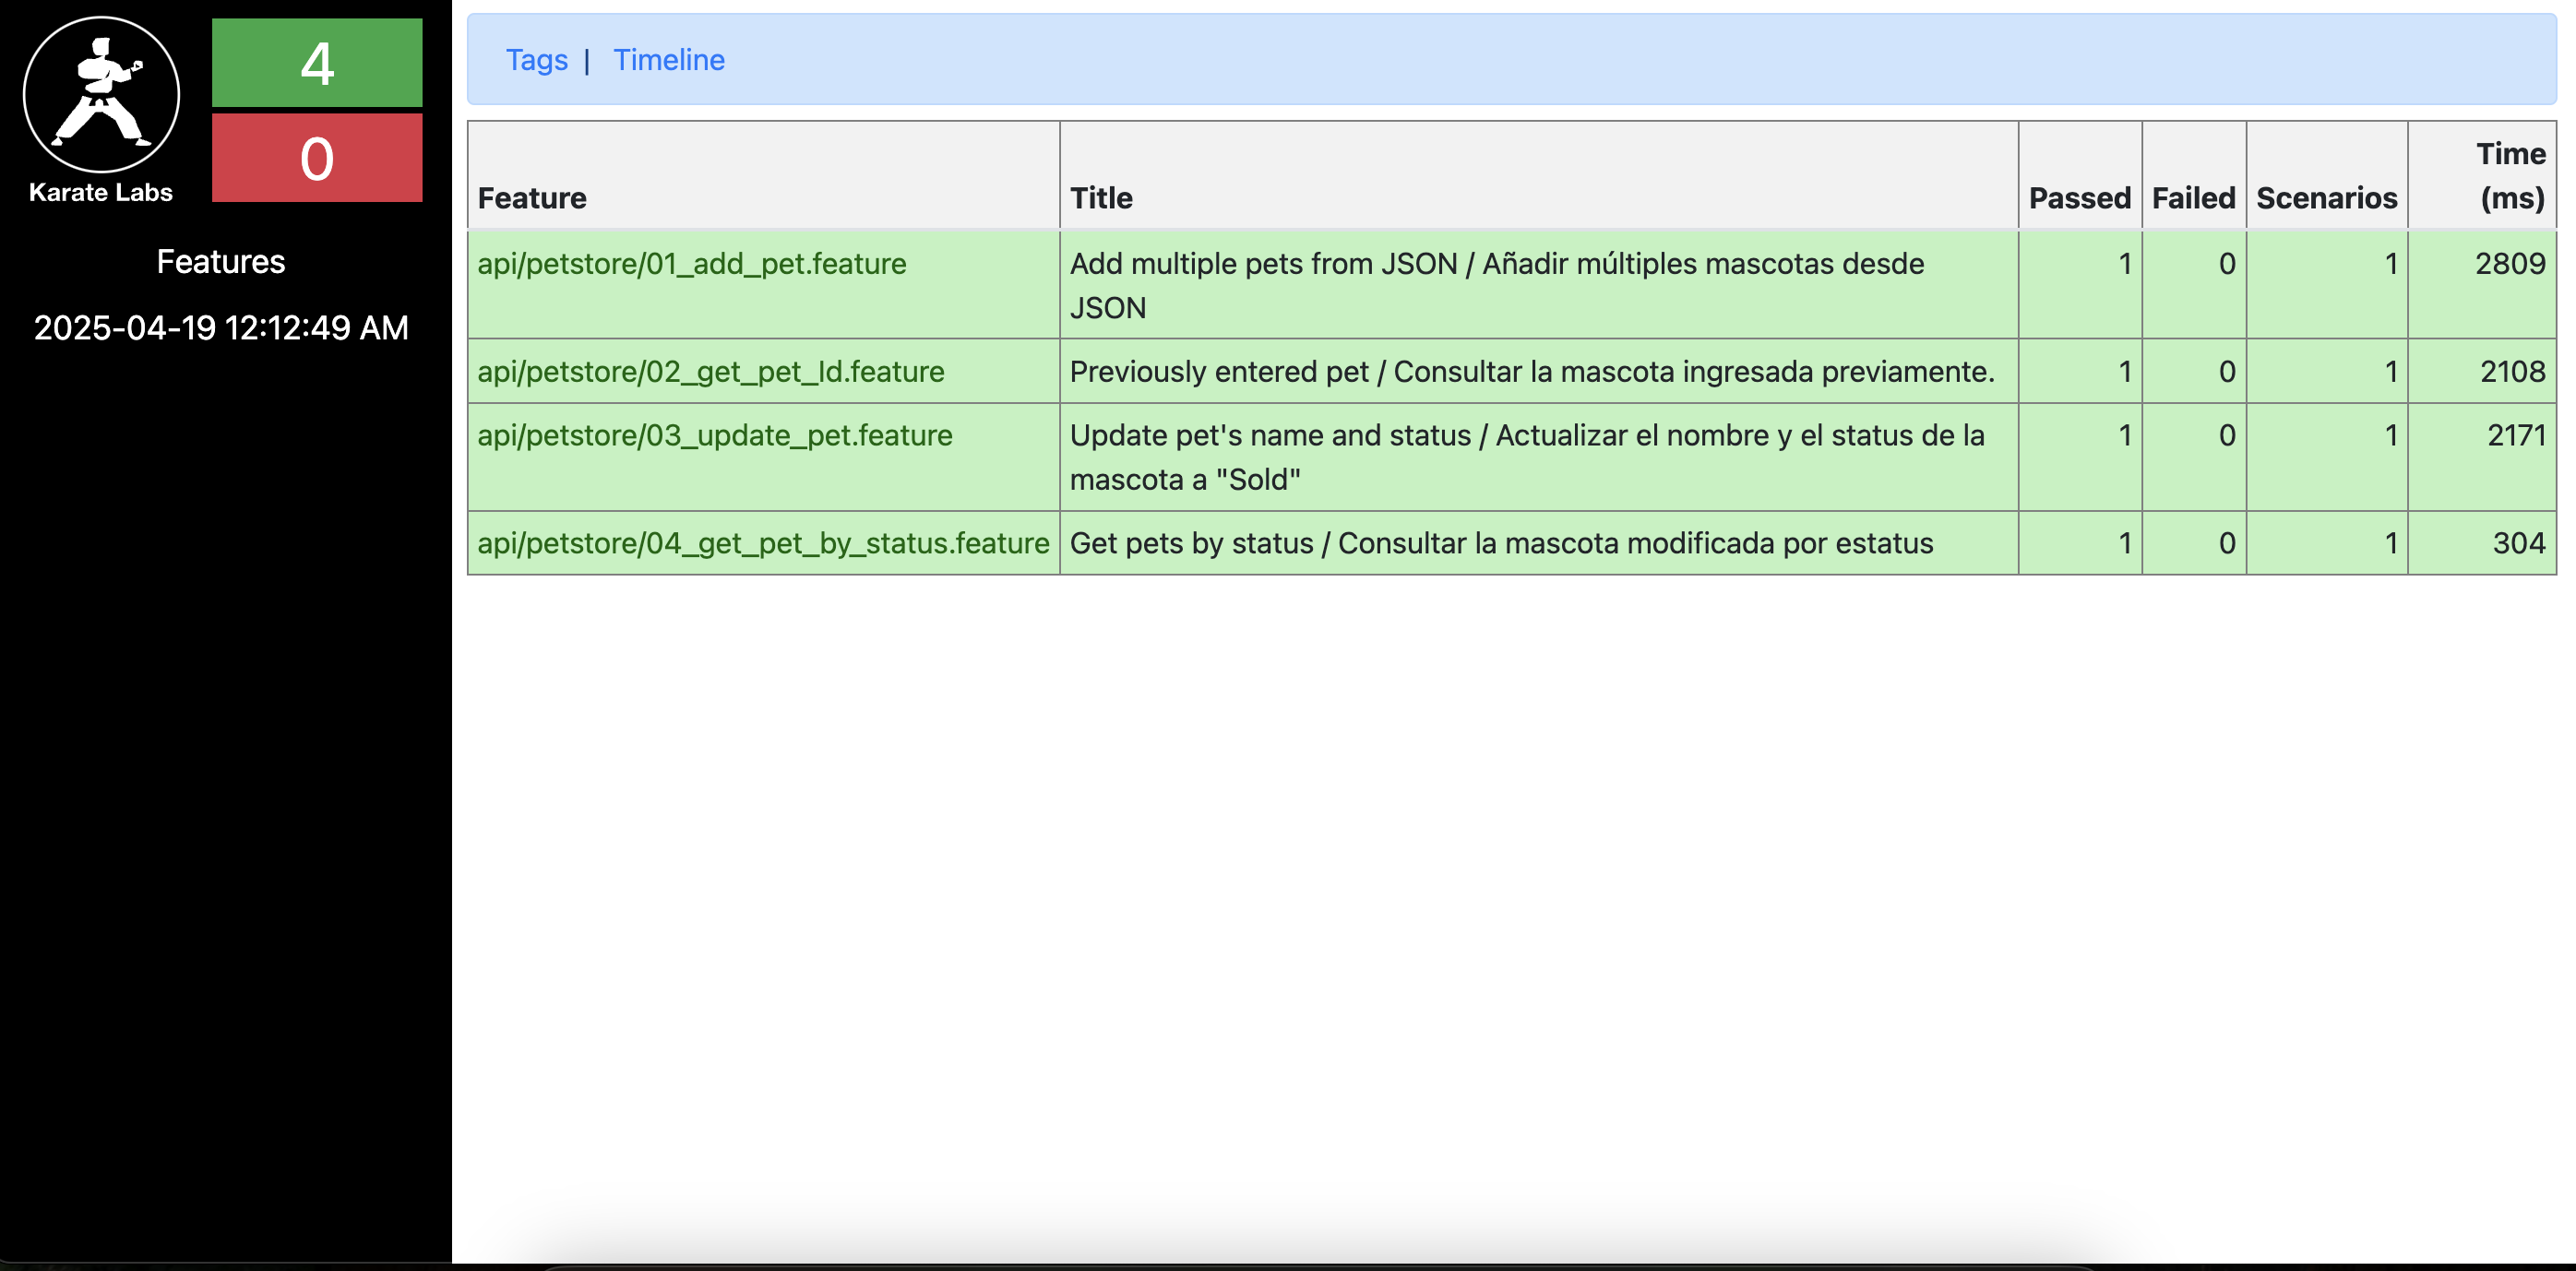 Karate Labs
4
0
Features
2025-04-19 12:12:49 AM
Tags | Timeline
Feature Title Passed Failed Scenarios Time (ms)
api/petstore/01_add_pet.feature Add multiple pets from JSON / Añadir múltiples mascotas desde 1 0 1 2809
JSON
api/petstore/02_get_pet_Id.feature Previously entered pet / Consultar la mascota ingresada previamente. 1 0 1 2108
api/petstore/03_update_pet.feature Update pet's name and status / Actualizar el nombre y el status de la 1 0 1 2171
mascota a "Sold"
api/petstore/04_get_pet_by_status.feature Get pets by status / Consultar la mascota modificada por estatus 1 0 1 304